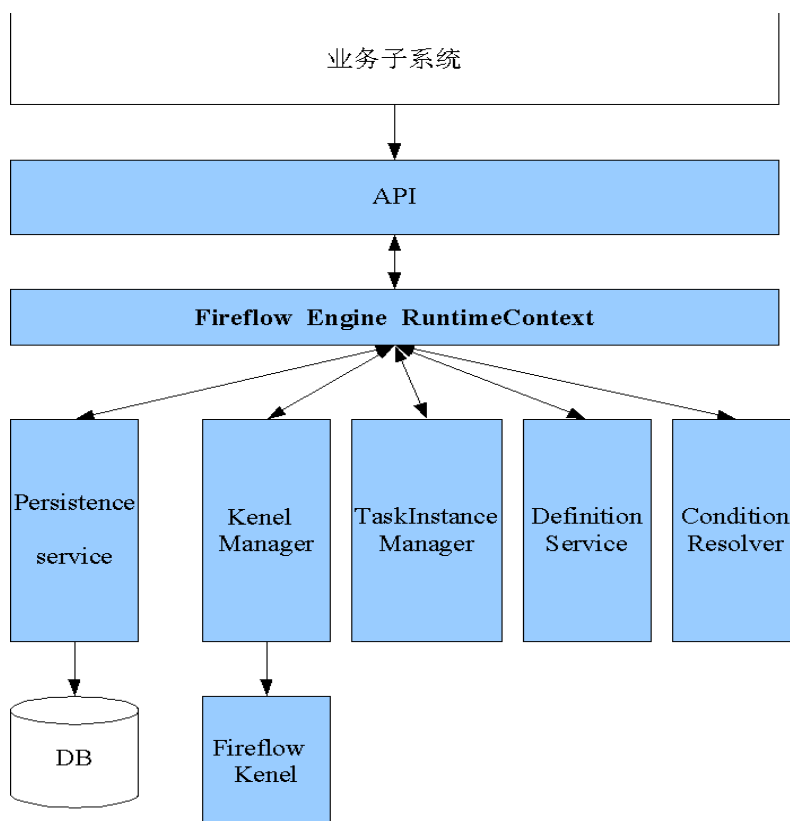 业务子系统
API
Fireflow Engine RuntimeContext
Persistence
service
Kenel
Manager
TaskInstance
Manager
Definition
Service
Condition
Resolver
DB
Fireflow
Kenel